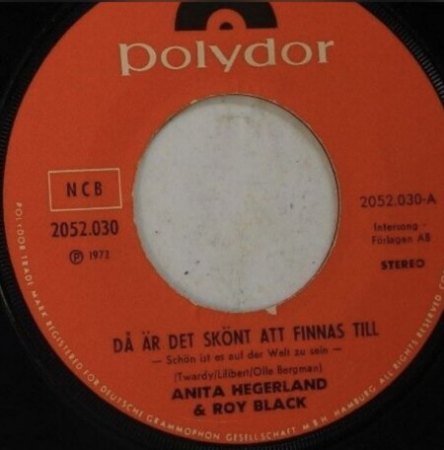 polydor
NCB
2052.030
℗ 1972
2052.030-A
Intersong-
Förlagen AB
STEREO
DÅ ÄR DET SKÖNT ATT FINNAS TILL
— Schön ist es auf der Welt zu sein —
(Twardy/Lilibert/Olle Bergman)
ANITA HEGERLAND
& ROY BLACK
POLYDOR TRADE MARK REGISTERED FOR DEUTSCHE GRAMMOPHON GESELLSCHAFT M.B.H. HAMBURG. ALL RIGHTS